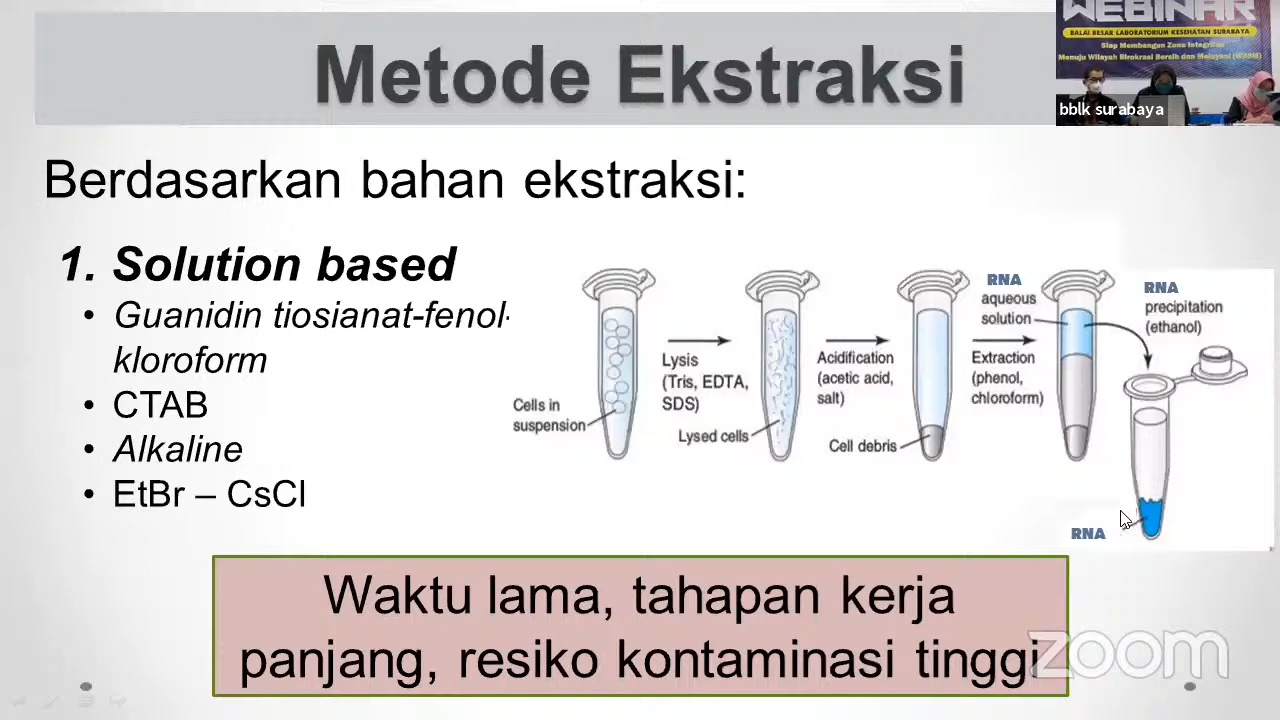 Metode Ekstraksi
WEBINAR
BALAI BESAR LABORATORIUM KESEHATAN SURABAYA
Siap Membangun Zona Integritas
Menuju Wilayah Birokrasi Bersih dan Melayani (WBBM)
bblk surabaya
Berdasarkan bahan ekstraksi:
1. Solution based
• Guanidin tiosianat-fenol-
kloroform
• CTAB
• Alkaline
• EtBr – CsCl
Cells in
suspension
Lysis
(Tris, EDTA,
SDS)
Lysed cells
Acidification
(acetic acid,
salt)
Cell debris
RNA
aqueous
solution
Extraction
(phenol,
chloroform)
RNA
precipitation
(ethanol)
RNA
Waktu lama, tahapan kerja
panjang, resiko kontaminasi tinggi
zoom